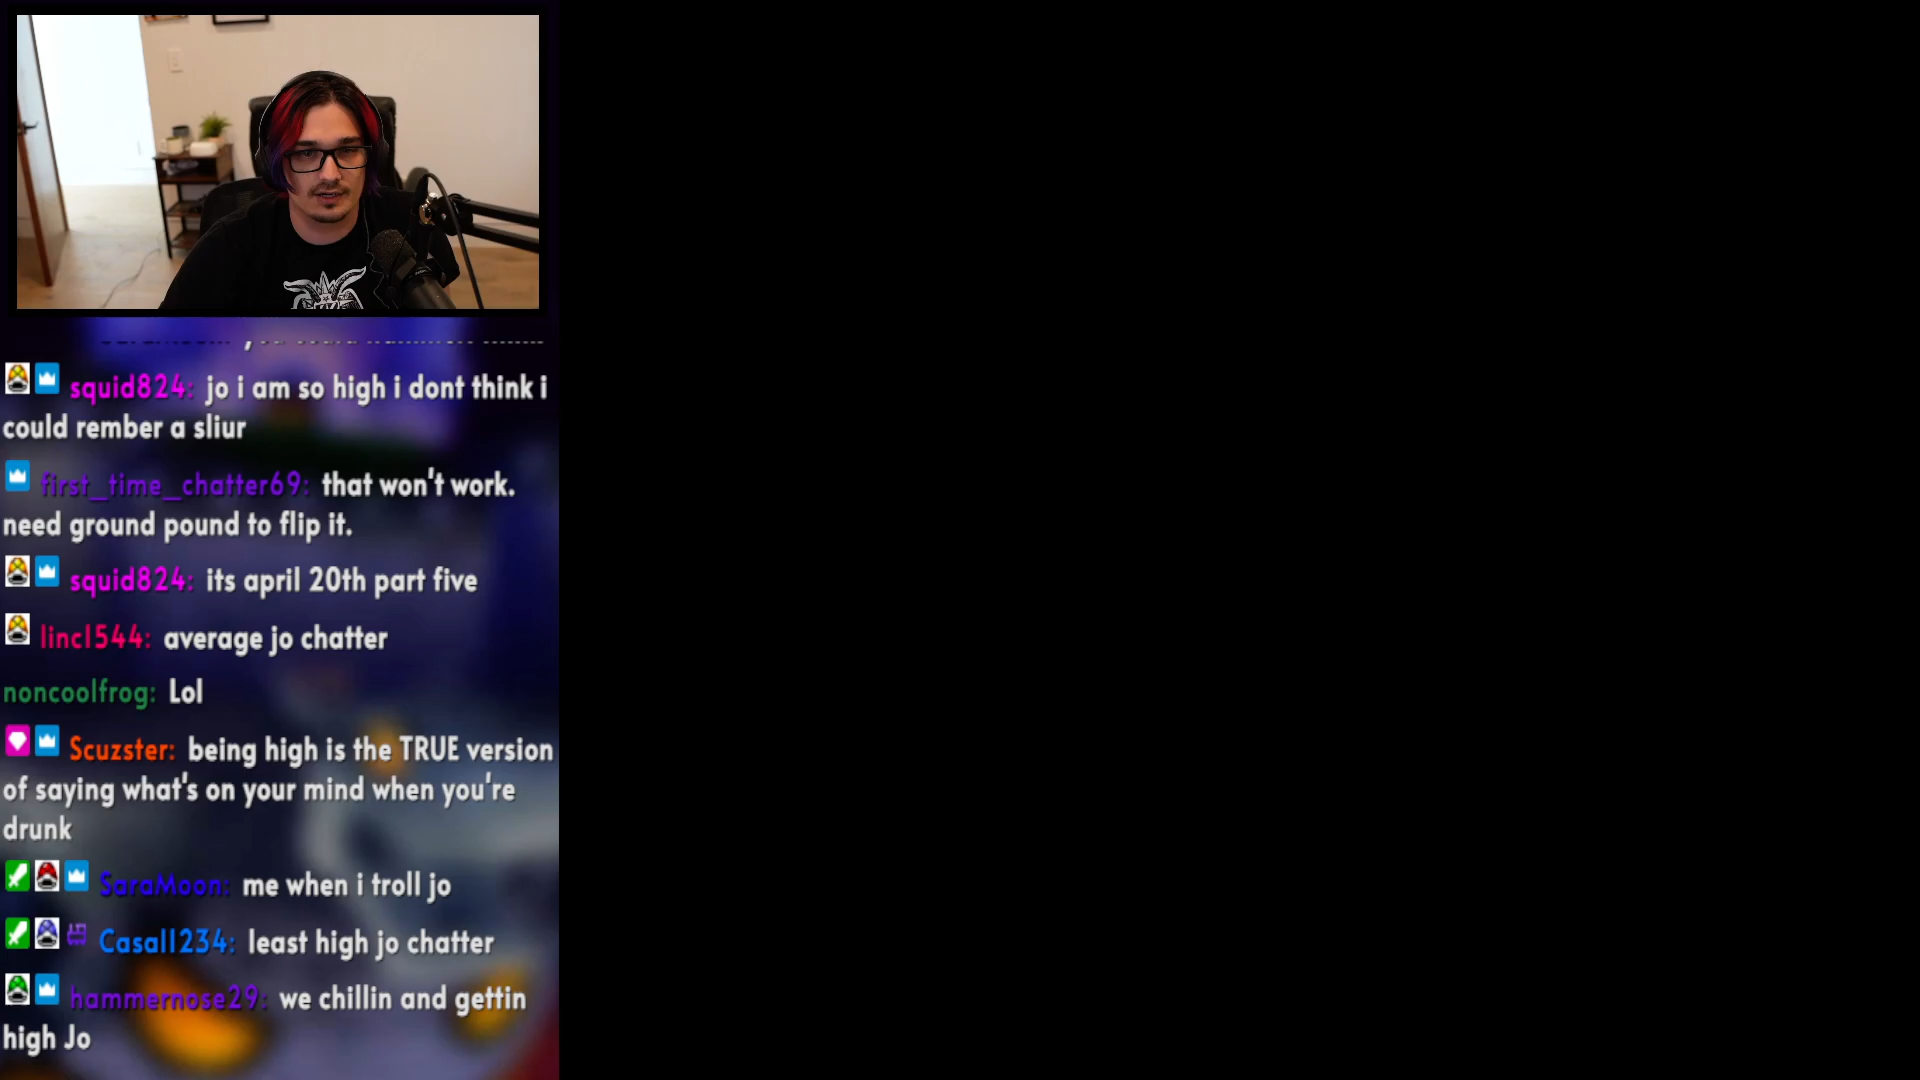 squid824: jo i am so high i dont think i
could rember a sliur
first_time_chatter69: that won't work.
need ground pound to flip it.
squid824: its april 20th part five
lincl544: average jo chatter
noncoolfrog: Lol
Scuzster: being high is the TRUE version
of saying what's on your mind when you're
drunk
SaraMoon: me when i troll jo
Casall234: least high jo chatter
hammernose29: we chillin and gettin
high Jo